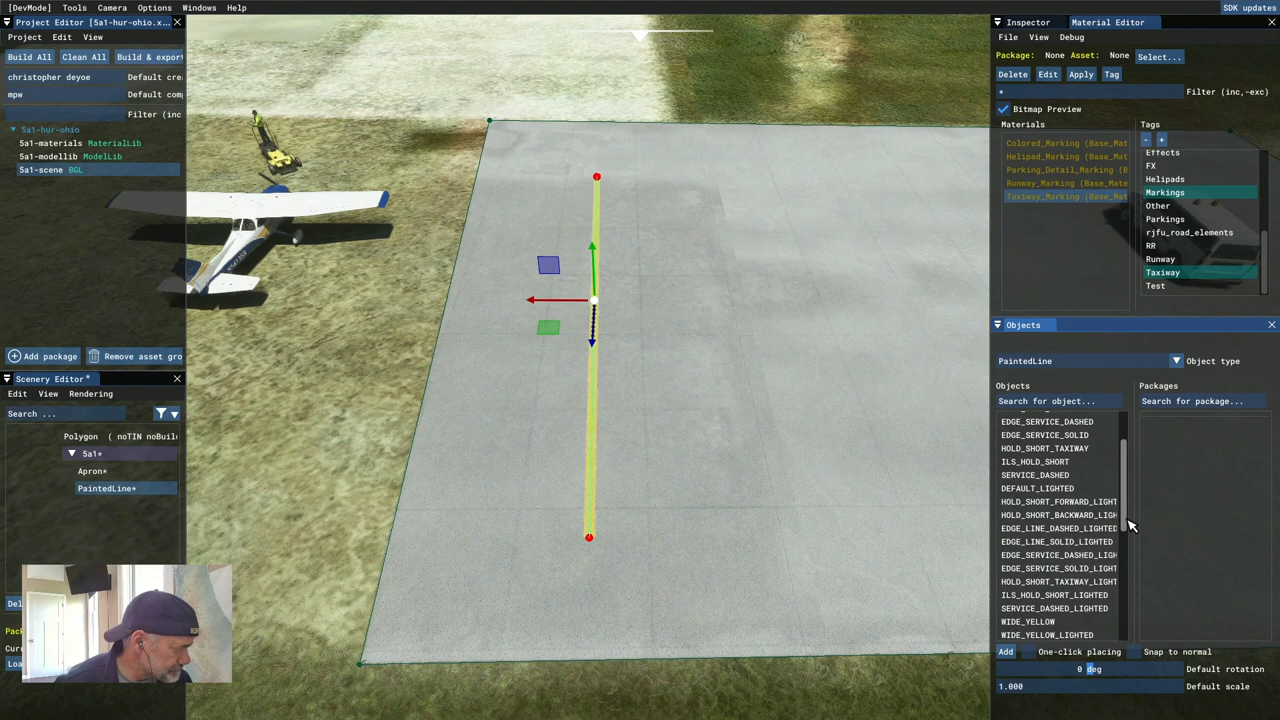 [DevMode] Tools Camera Options Windows Help SDK updates
Project Editor [5a1-hur-ohio.x...
Project Edit View
Build All Clean All Build & export
christopher deyoe Default cre
mpw Default com
Filter (inc
5a1-hur-ohio
5a1-materials MaterialLib
5a1-modellib ModelLib
5a1-scene BGL
Add package Remove asset gro
Scenery Editor*
File View Rendering
Search ...
Polygon ( noTIN noBuil
5a1*
Apron*
PaintedLine*
Del
Pac
Curr
Loa
Inspector Material Editor
File View Debug
Package: None Asset: None Select...
Delete Edit Apply Tag
* Filter (inc,-exc)
Bitmap Preview
Materials
Colored_Marking (Base_Mat
Helipad_Marking (Base_Mat
Parking_Detail_Marking (B
Runway_Marking (Base_Mate
Taxiway_Marking (Base_Mat
Tags
- +
Effects
FX
Helipads
Markings
Other
Parkings
rjfu_road_elements
RR
Runway
Taxiway
Test
Objects
PaintedLine Object type
Objects
Search for object...
EDGE_SERVICE_DASHED
EDGE_SERVICE_SOLID
HOLD_SHORT_TAXIWAY
ILS_HOLD_SHORT
SERVICE_DASHED
DEFAULT_LIGHTED
HOLD_SHORT_FORWARD_LIGHT
HOLD_SHORT_BACKWARD_LIGH
EDGE_LINE_DASHED_LIGHTED
EDGE_LINE_SOLID_LIGHTED
EDGE_SERVICE_DASHED_LIGH
EDGE_SERVICE_SOLID_LIGHT
HOLD_SHORT_TAXIWAY_LIGHT
ILS_HOLD_SHORT_LIGHTED
SERVICE_DASHED_LIGHTED
WIDE_YELLOW
WIDE_YELLOW_LIGHTED
Packages
Search for package...
Add One-click placing Snap to normal
0 deg Default rotation
1.000 Default scale